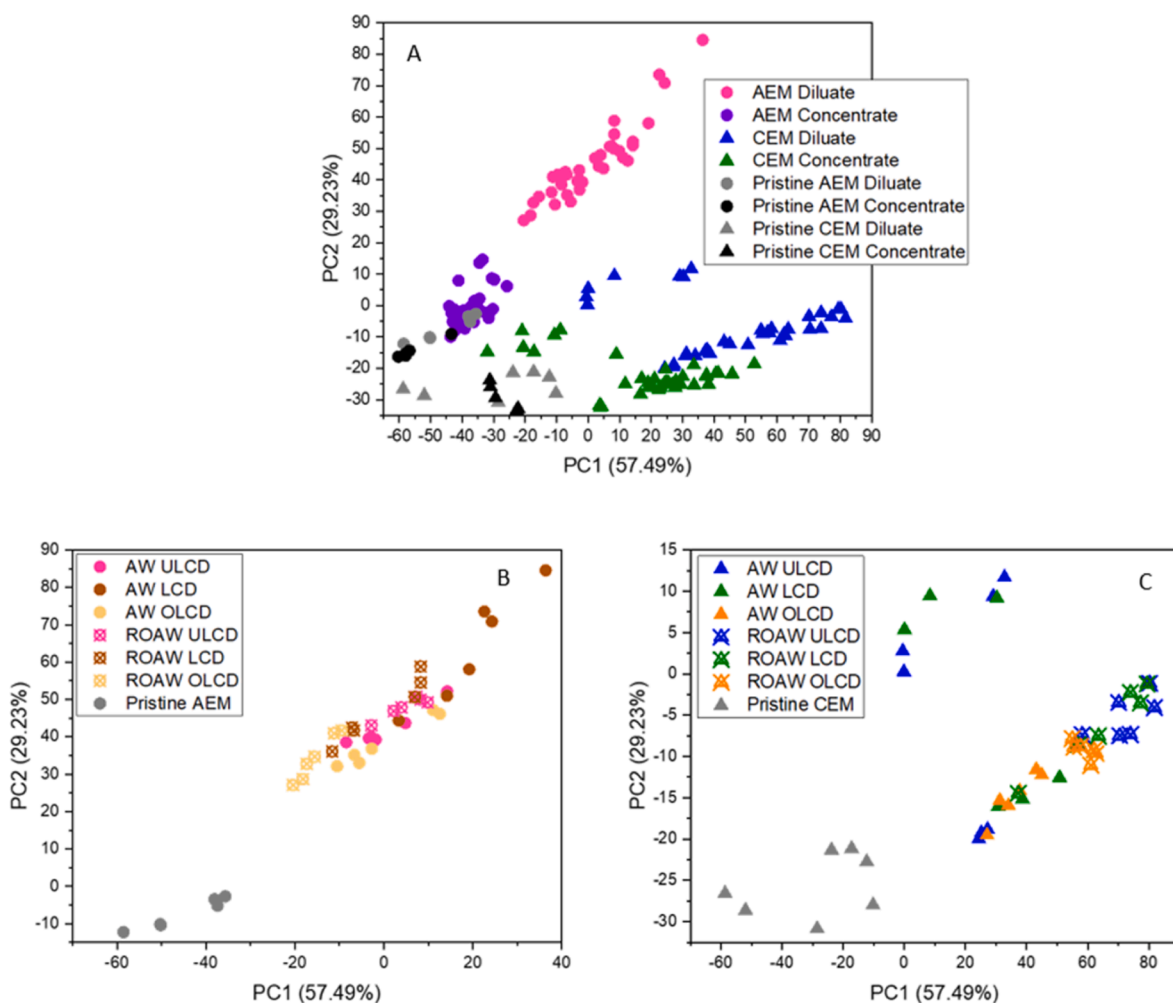 A
90
80
70
60
50
40
30
20
10
0
-10
-20
-30
PC2 (29.23%)
-60 -50 -40 -30 -20 -10 0 10 20 30 40 50 60 70 80 90
PC1 (57.49%)
AEM Diluate
AEM Concentrate
CEM Diluate
CEM Concentrate
Pristine AEM Diluate
Pristine AEM Concentrate
Pristine CEM Diluate
Pristine CEM Concentrate
B
90
80
70
60
50
40
30
20
10
0
-10
PC2 (29.23%)
-60 -40 -20 0 20 40
PC1 (57.49%)
AW ULCD
AW LCD
AW OLCD
ROAW ULCD
ROAW LCD
ROAW OLCD
Pristine AEM
C
15
10
5
0
-5
-10
-15
-20
-25
-30
PC2 (29.23%)
-60 -40 -20 0 20 40 60 80
PC1 (57.49%)
AW ULCD
AW LCD
AW OLCD
ROAW ULCD
ROAW LCD
ROAW OLCD
Pristine CEM